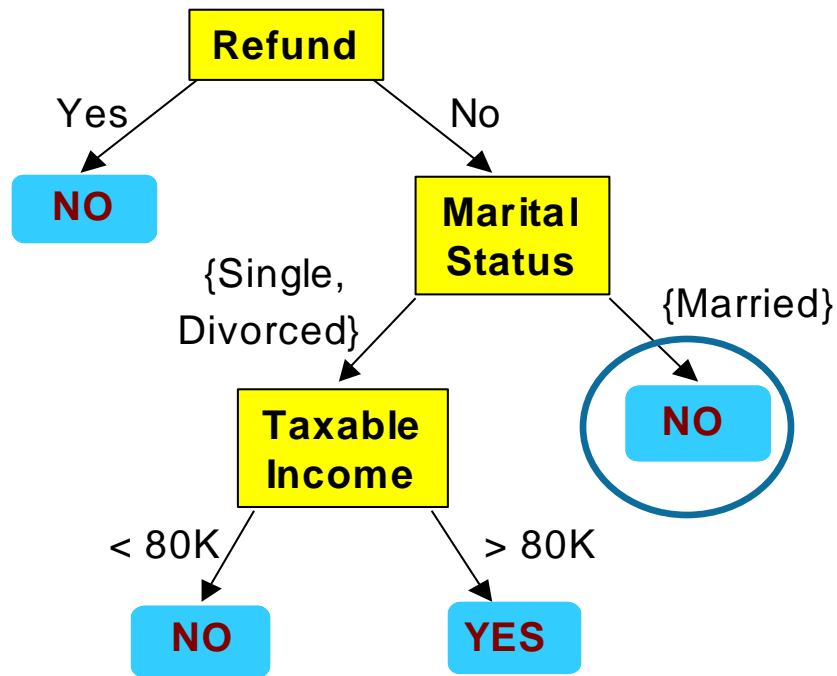 Refund
Yes
No
NO
Marital
Status
{Single,
Divorced}
{Married}
Taxable
Income
NO
< 80K
> 80K
NO
YES